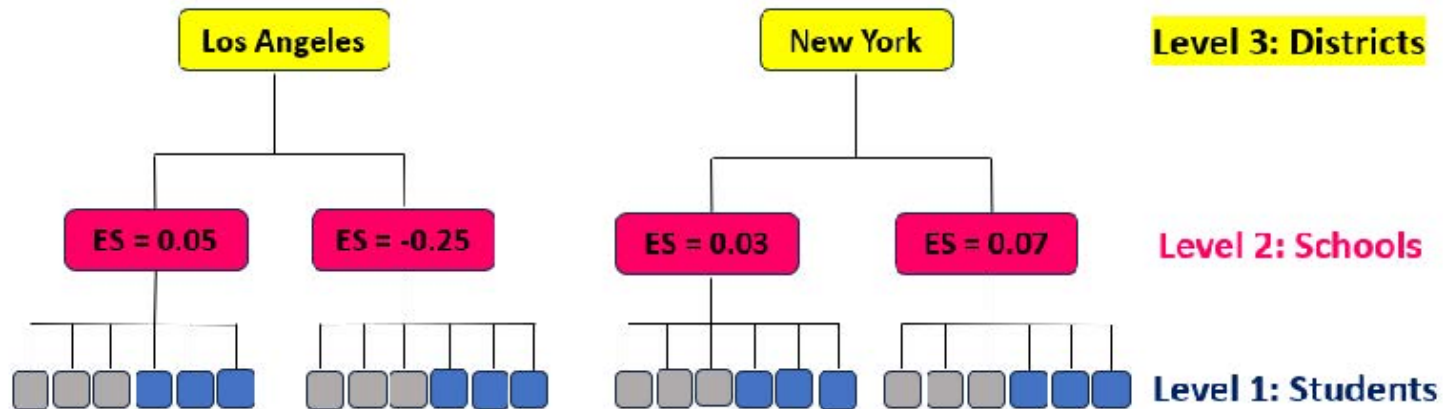 Los Angeles
New York
Level 3: Districts
ES = 0.05
ES = -0.25
ES = 0.03
ES = 0.07
Level 2: Schools
Level 1: Students